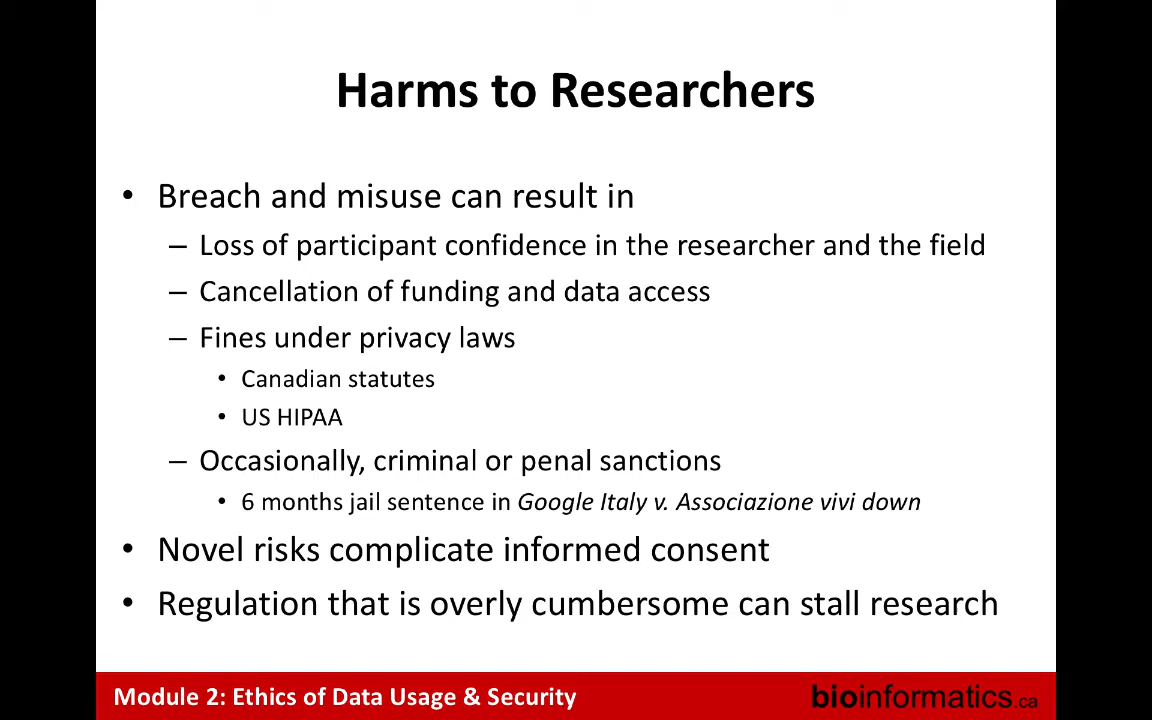 Harms to Researchers
• Breach and misuse can result in
– Loss of participant confidence in the researcher and the field
– Cancellation of funding and data access
– Fines under privacy laws
• Canadian statutes
• US HIPAA
– Occasionally, criminal or penal sanctions
• 6 months jail sentence in Google Italy v. Associazione vivi down
• Novel risks complicate informed consent
• Regulation that is overly cumbersome can stall research
Module 2: Ethics of Data Usage & Security
bioinformatics.ca